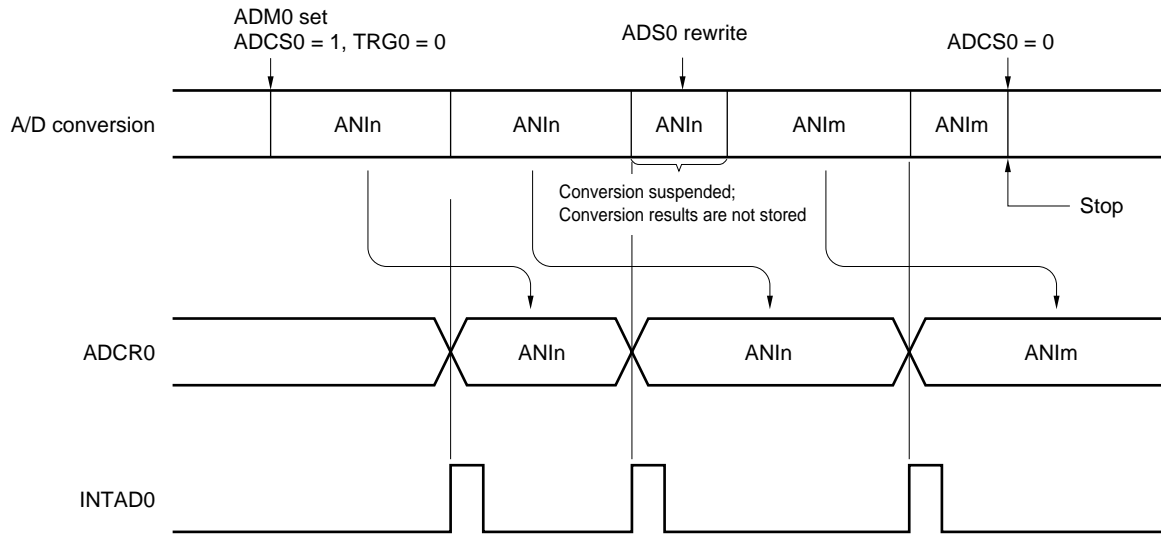 ADM0 set
ADCS0 = 1, TRG0 = 0
ADS0 rewrite
ADCS0 = 0
A/D conversion
ANIn
ANIn
ANIn
ANIm
ANIm
Conversion suspended;
Conversion results are not stored
Stop
ADCR0
ANIn
ANIn
ANIm
INTAD0